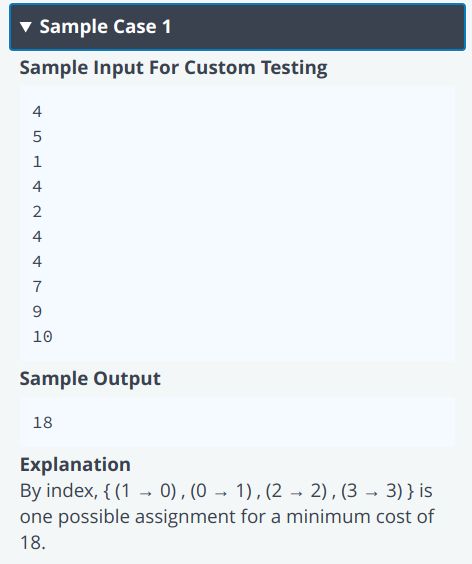 ▼ Sample Case 1
Sample Input For Custom Testing
4
5
1
4
2
4
4
7
9
10
Sample Output
18
Explanation
By index, { (1 → 0) , (0 → 1) , (2 → 2) , (3 → 3) } is
one possible assignment for a minimum cost of
18.